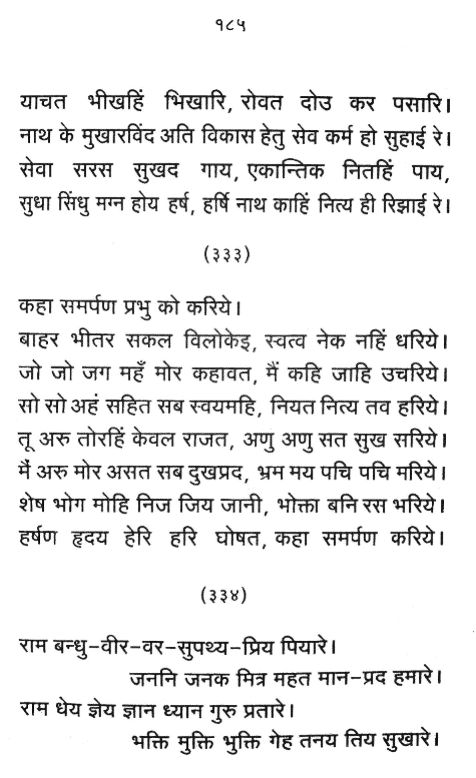 १८५
याचत भीखहिं भिखारि, रोवत दोउ कर पसारि।
नाथ के मुखारविंद अति विकास हेतु सेव कर्म हो सुहाई रे।
सेवा सरस सुखद गाय, एकान्तिक नितहिं पाय,
सुधा सिंधु मग्न होय हर्ष, हर्षि नाथ काहिं नित्य ही रिझाई रे।
(३३३)
कहा समर्पण प्रभु को करिये।
बाहर भीतर सकल विलोकेइ, स्वत्व नेक नहिं धरिये।
जो जो जग महँ मोर कहावत, मैं कहि जाहि उचरिये।
सो सो अहं सहित सब स्वयमहि, नियत नित्य तव हरिये।
तू अरु तोरहिं केवल राजत, अणु अणु सत सुख सरिये।
मैं अरु मोर असत सब दुखप्रद, भ्रम मय पचि पचि मरिये।
शेष भोग मोहि निज जिय जानी, भोक्ता बनि रस भरिये।
हर्षण हृदय हेरि हरि घोषत, कहा समर्पण करिये।
(३३४)
राम बन्धु-वीर-वर-सुपथ्य-प्रिय पियारे।
जननि जनक मित्र महत मान-प्रद हमारे।
राम धेय ज्ञेय ज्ञान ध्यान गुरु प्रतारे।
भक्ति मुक्ति भुक्ति गेह तनय तिय सुखारे।